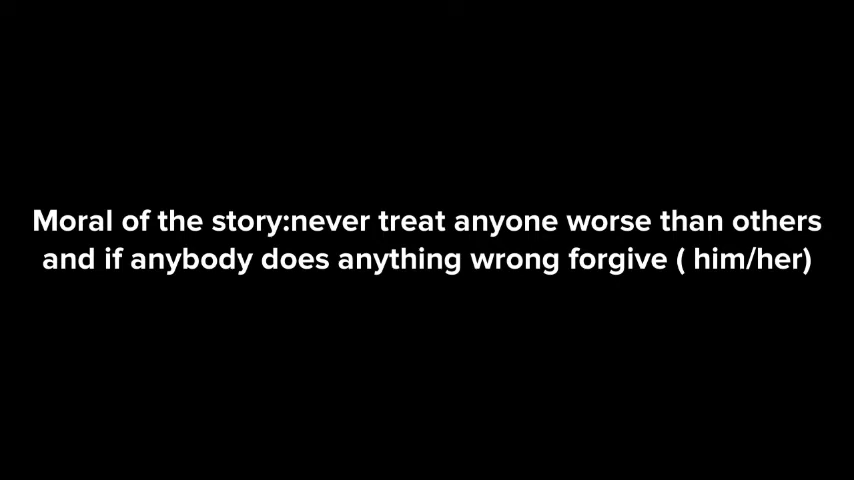 Moral of the story:never treat anyone worse than others
and if anybody does anything wrong forgive ( him/her)